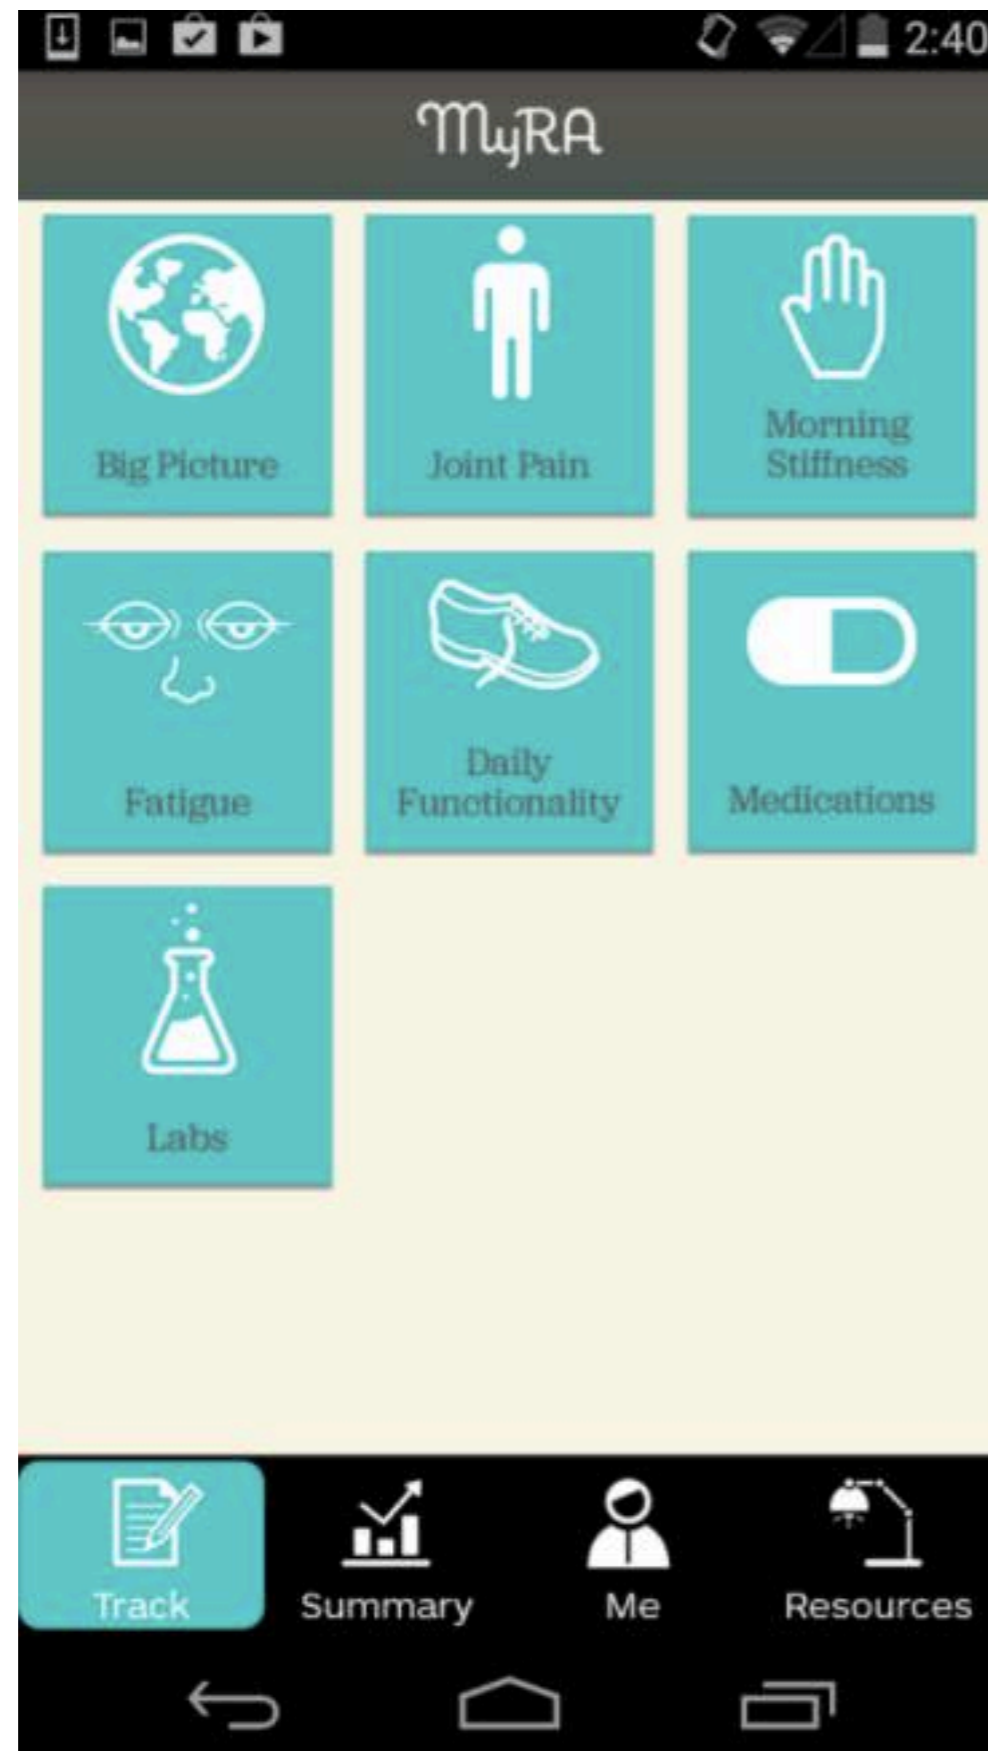 2:40
MyRA
Big Picture
Joint Pain
Morning
Stiffness
Fatigue
Daily
Functionality
Medications
Labs
Track
Summary
Me
Resources